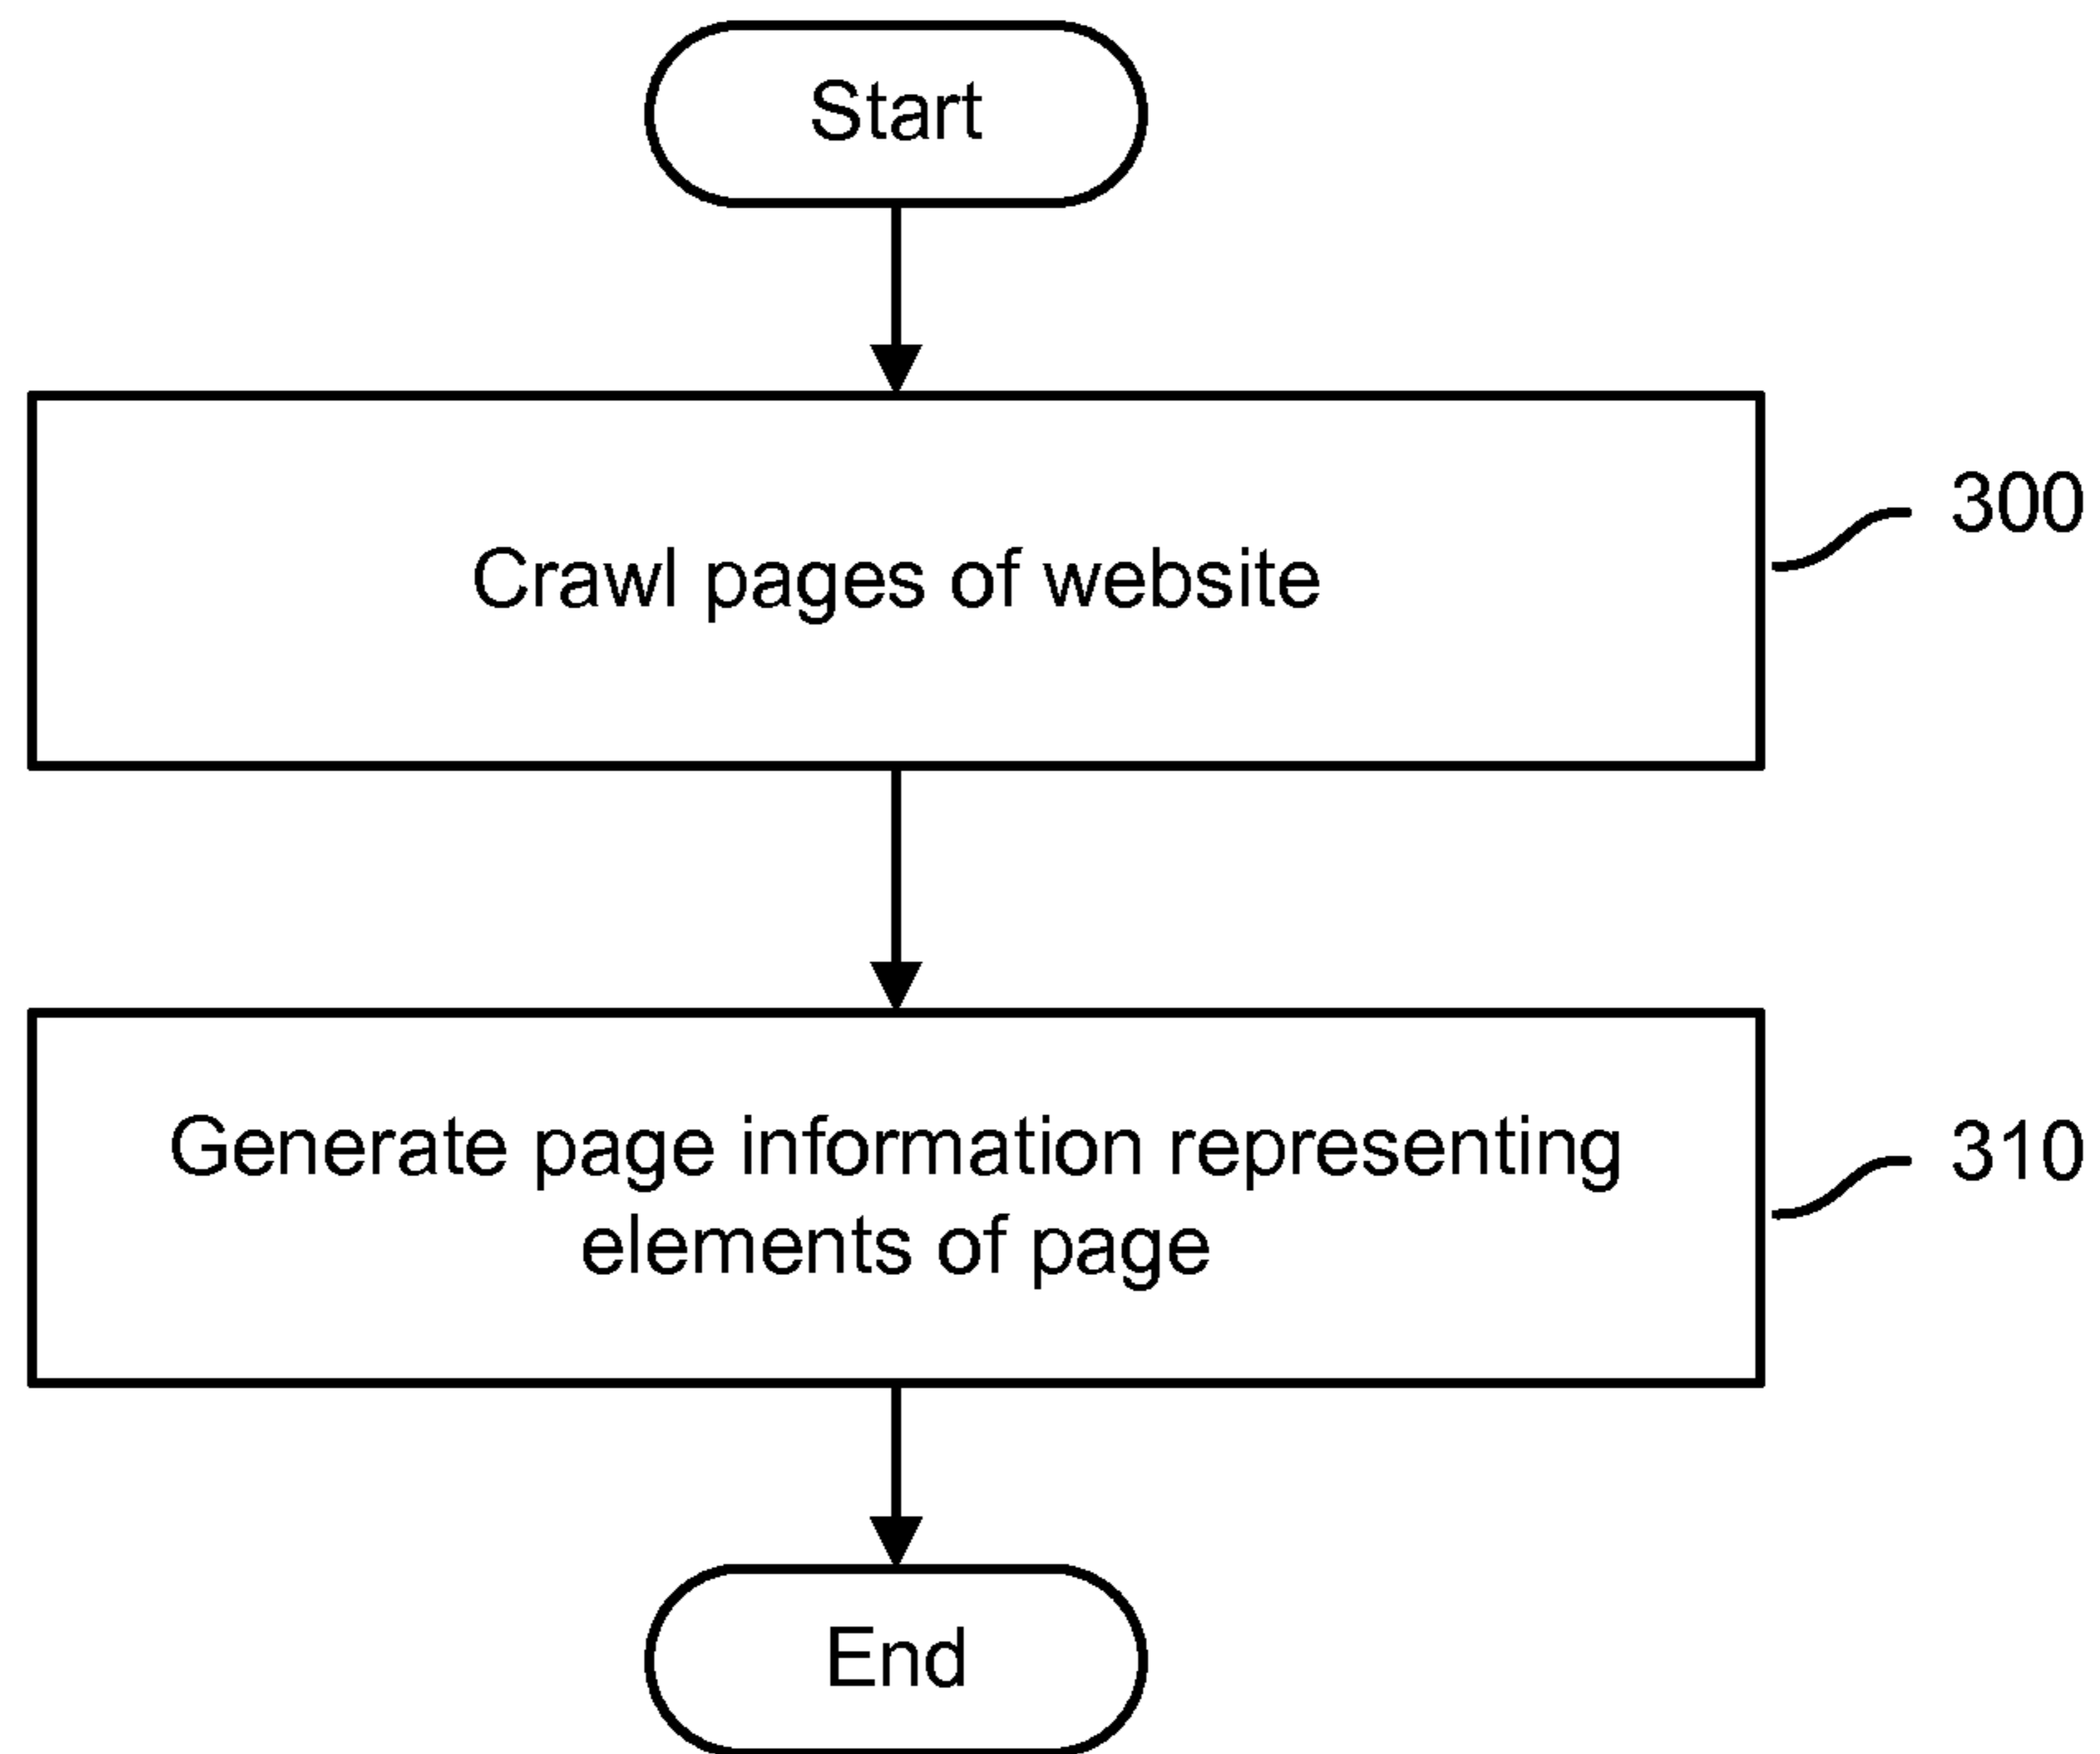 Start
Crawl pages of website
300
Generate page information representing
elements of page
310
End